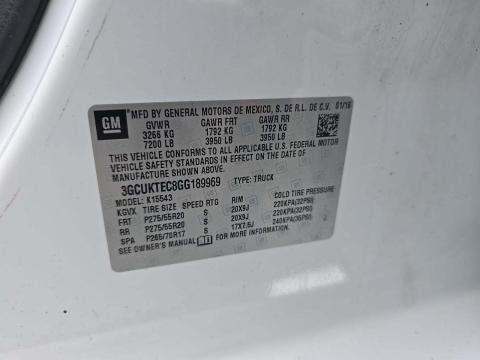 GM
MFD BY GENERAL MOTORS DE MEXICO, S. DE R.L. DE C.V. 01/16
GVWR GAWR FRT GAWR RR
3266 KG 1792 KG 1792 KG
7200 LB 3950 LB 3950 LB
THIS VEHICLE CONFORMS TO ALL APPLICABLE U.S. FEDERAL MOTOR
VEHICLE SAFETY STANDARDS IN EFFECT ON THE DATE OF
MANUFACTURE SHOWN ABOVE.
3GCUKTEC8GG189969 TYPE: TRUCK
MODEL: K15543
KGVX TIRE SIZE SPEED RTG RIM COLD TIRE PRESSURE
FRT P275/55R20 S 20X9J 220KPA(32PSI)
RR P275/55R20 S 20X9J 220KPA(32PSI)
SPA P265/70R17 S 17X7.5J 240KPA(35PSI)
SEE OWNER'S MANUAL FOR MORE INFORMATION.